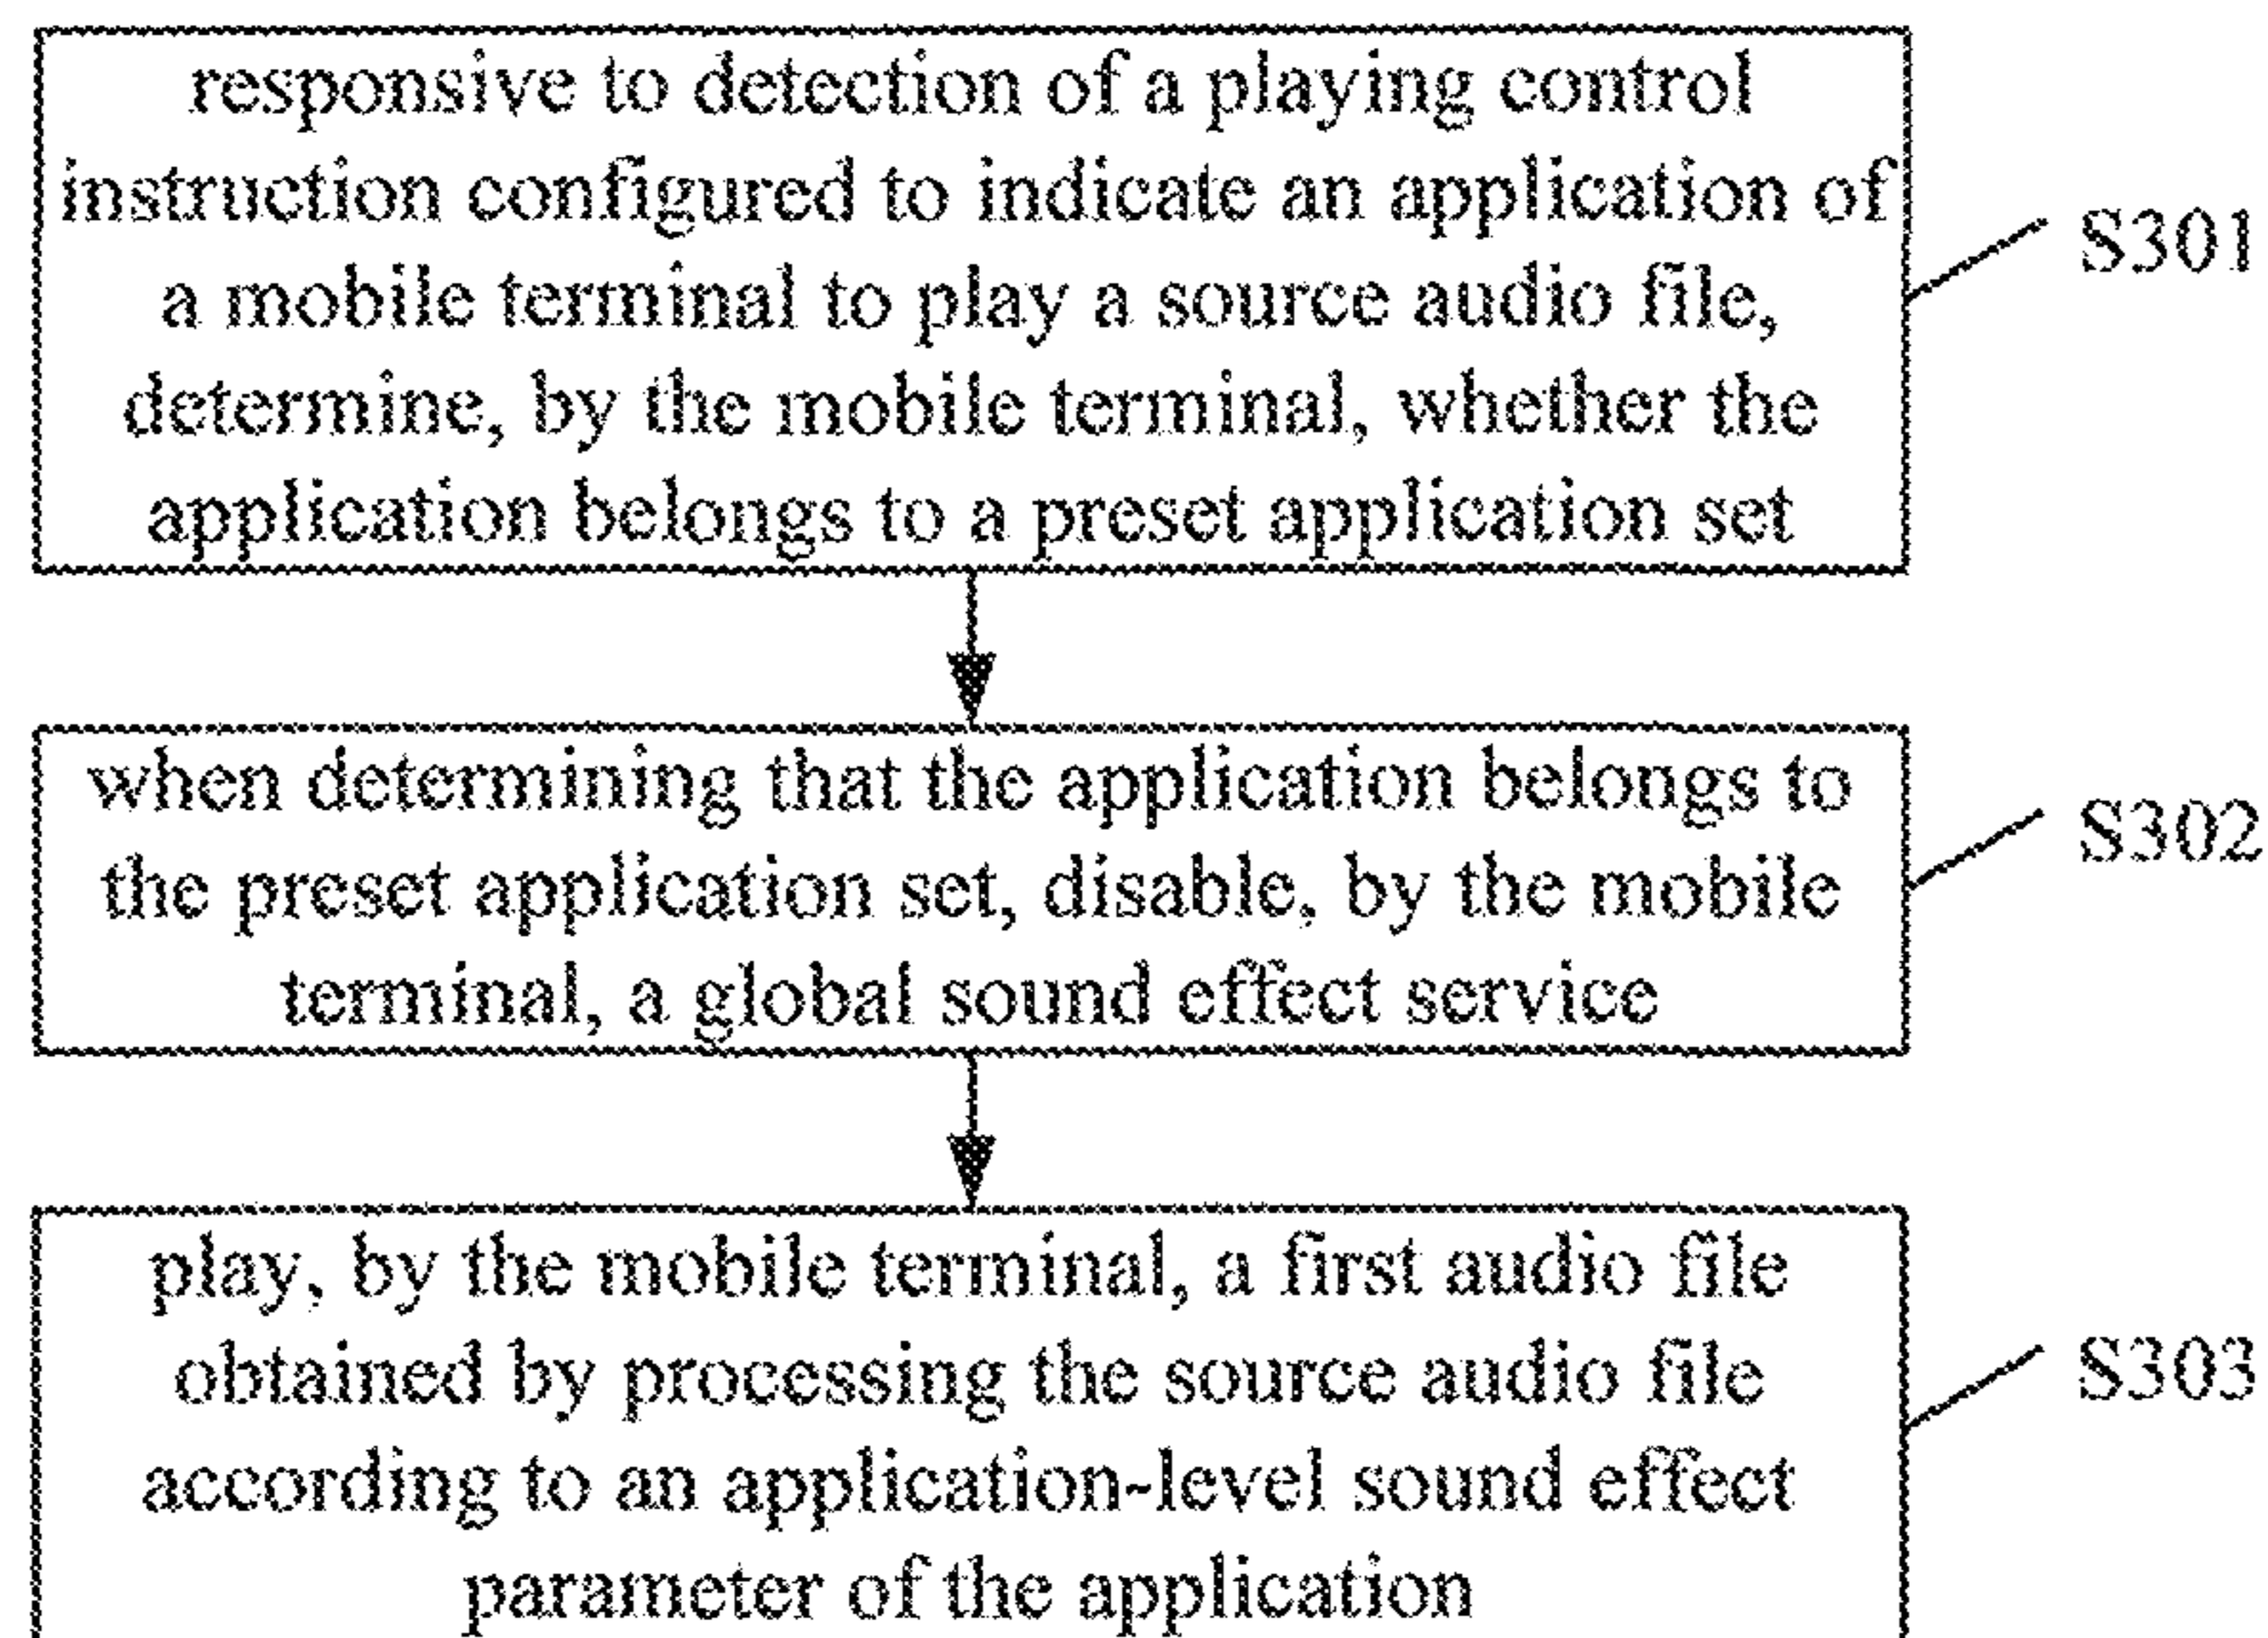 responsive to detection of a playing control
instruction configured to indicate an application of
a mobile terminal to play a source audio file,
determine, by the mobile terminal, whether the
application belongs to a preset application set
S301
when determining that the application belongs to
the preset application set, disable, by the mobile
terminal, a global sound effect service
S302
play, by the mobile terminal, a first audio file
obtained by processing the source audio file
according to an application-level sound effect
parameter of the application
S303